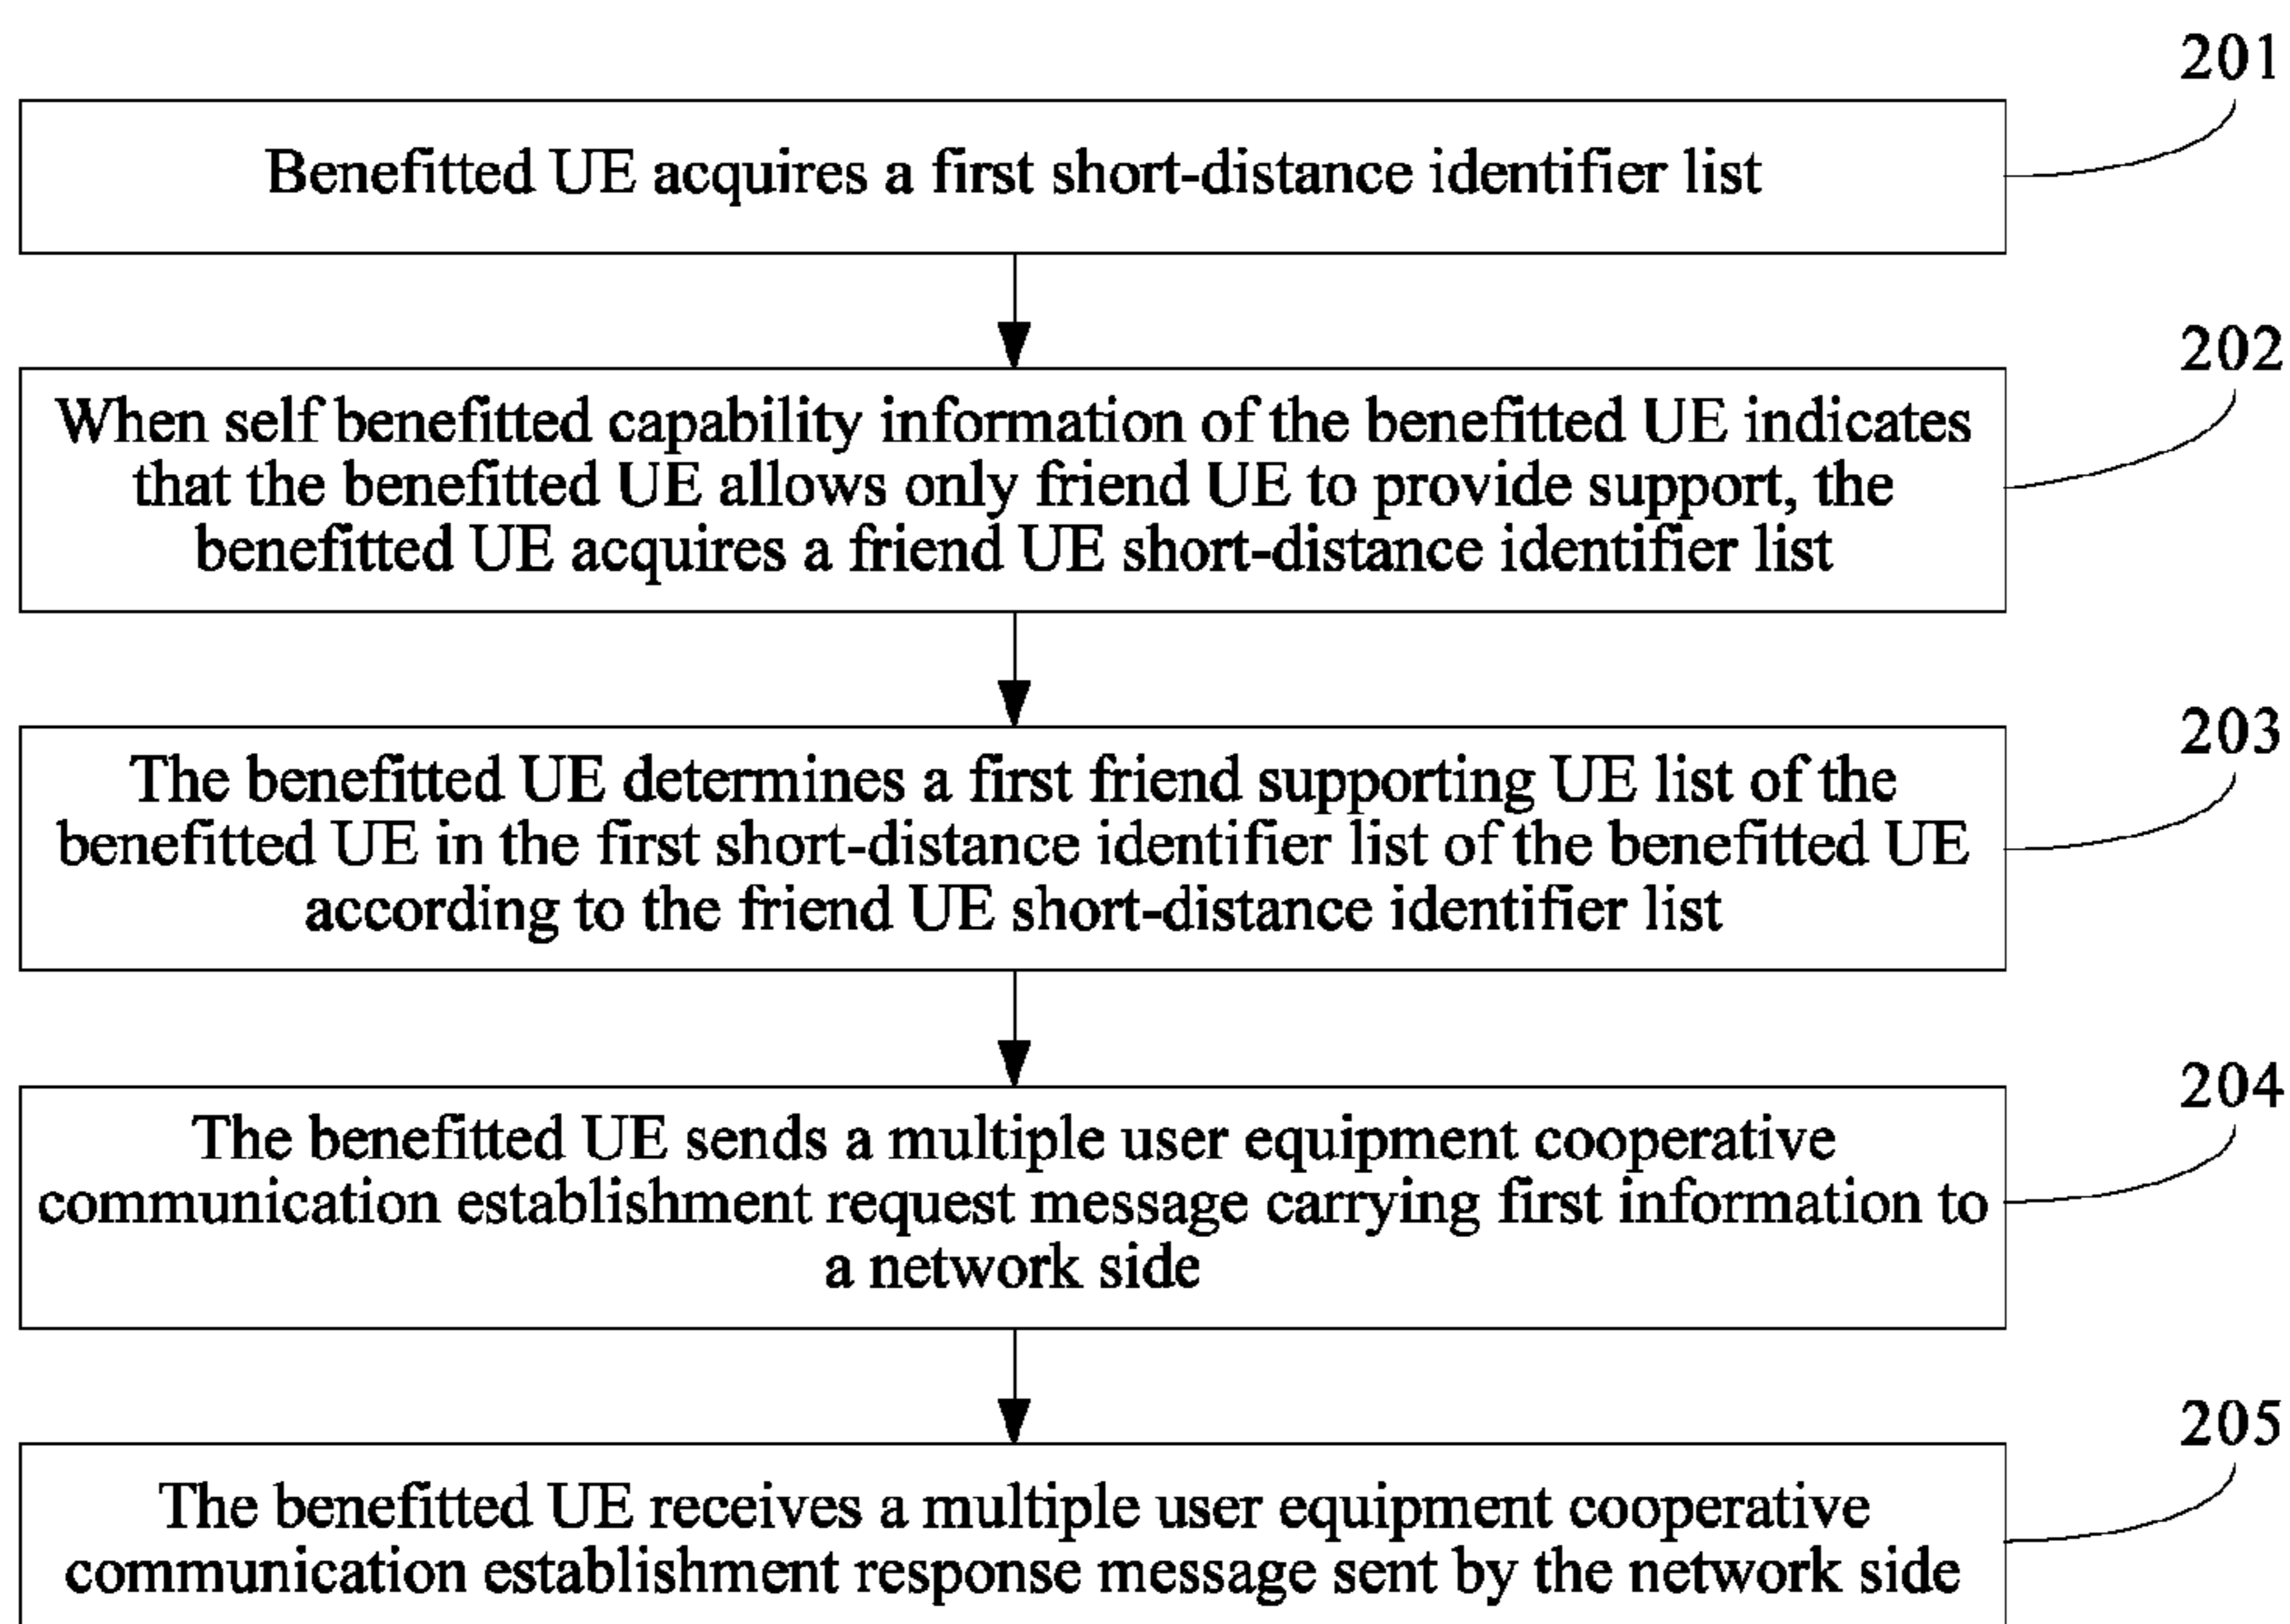 201
Benefitted UE acquires a first short-distance identifier list
202
When self benefitted capability information of the benefitted UE indicates
that the benefitted UE allows only friend UE to provide support, the
benefitted UE acquires a friend UE short-distance identifier list
203
The benefitted UE determines a first friend supporting UE list of the
benefitted UE in the first short-distance identifier list of the benefitted UE
according to the friend UE short-distance identifier list
204
The benefitted UE sends a multiple user equipment cooperative
communication establishment request message carrying first information to
a network side
205
The benefitted UE receives a multiple user equipment cooperative
communication establishment response message sent by the network side